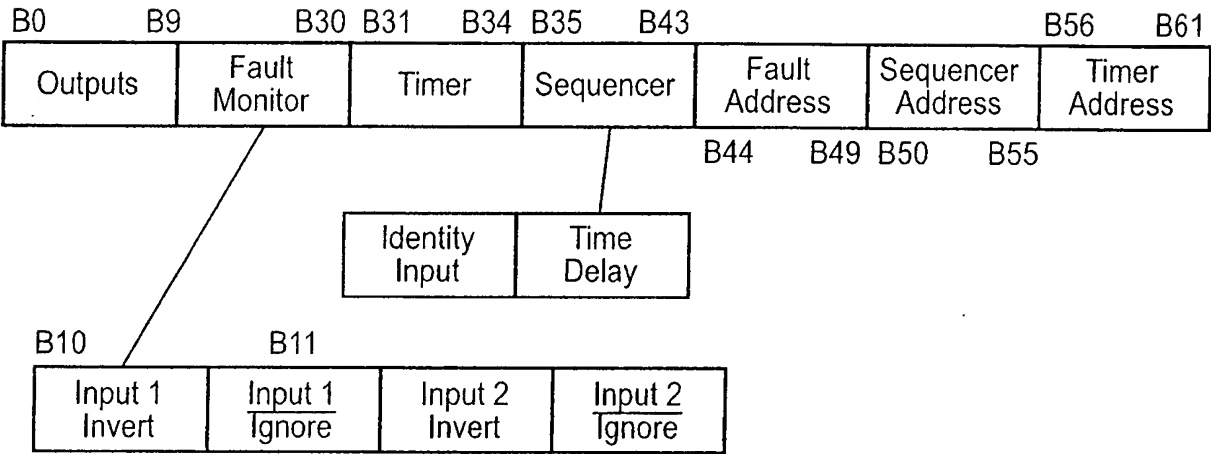 B0 B9 B30 B31 B34 B35 B43 B56 B61
Outputs
Fault
Monitor
Timer
Sequencer
Fault
Address
Sequencer
Address
Timer
Address
B44 B49 B50 B55
Identity
Input
Time
Delay
B10 B11
Input 1
Invert
Input 1
Ignore
Input 2
Invert
Input 2
Ignore